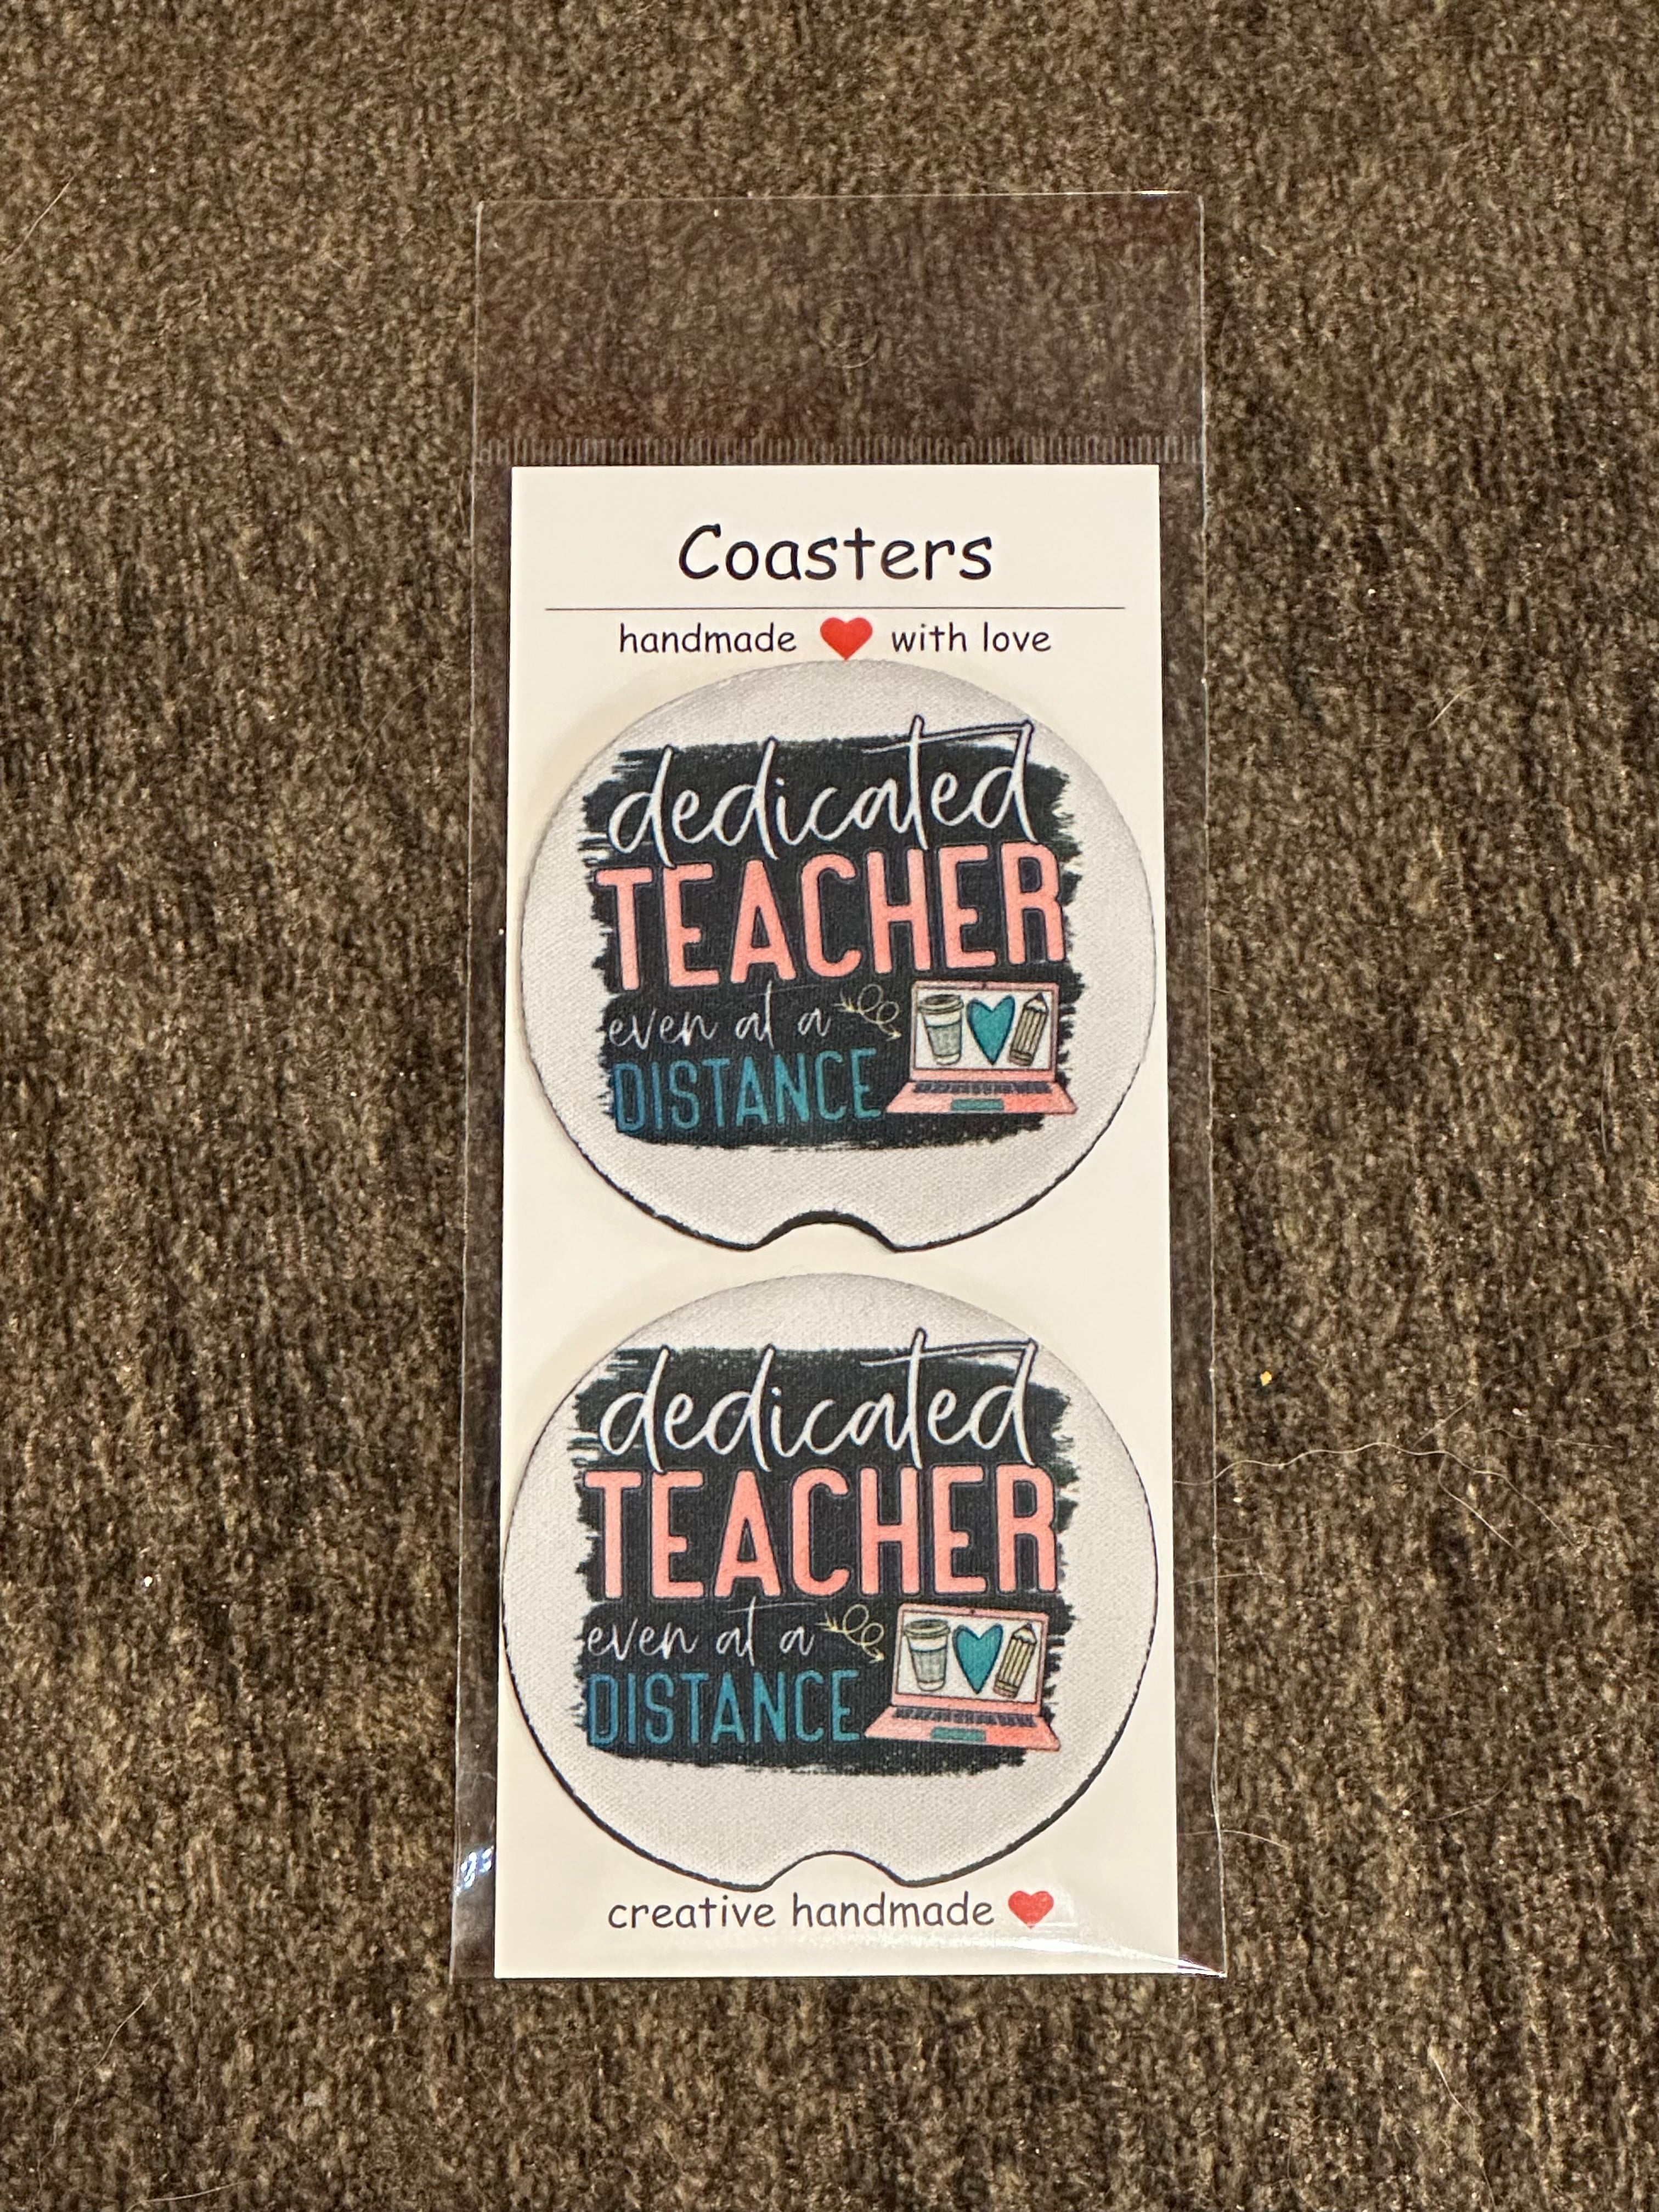 Coasters
handmade ❤ with love
dedicated
TEACHER
even at a
DISTANCE
dedicated
TEACHER
even at a
DISTANCE
creative handmade ❤